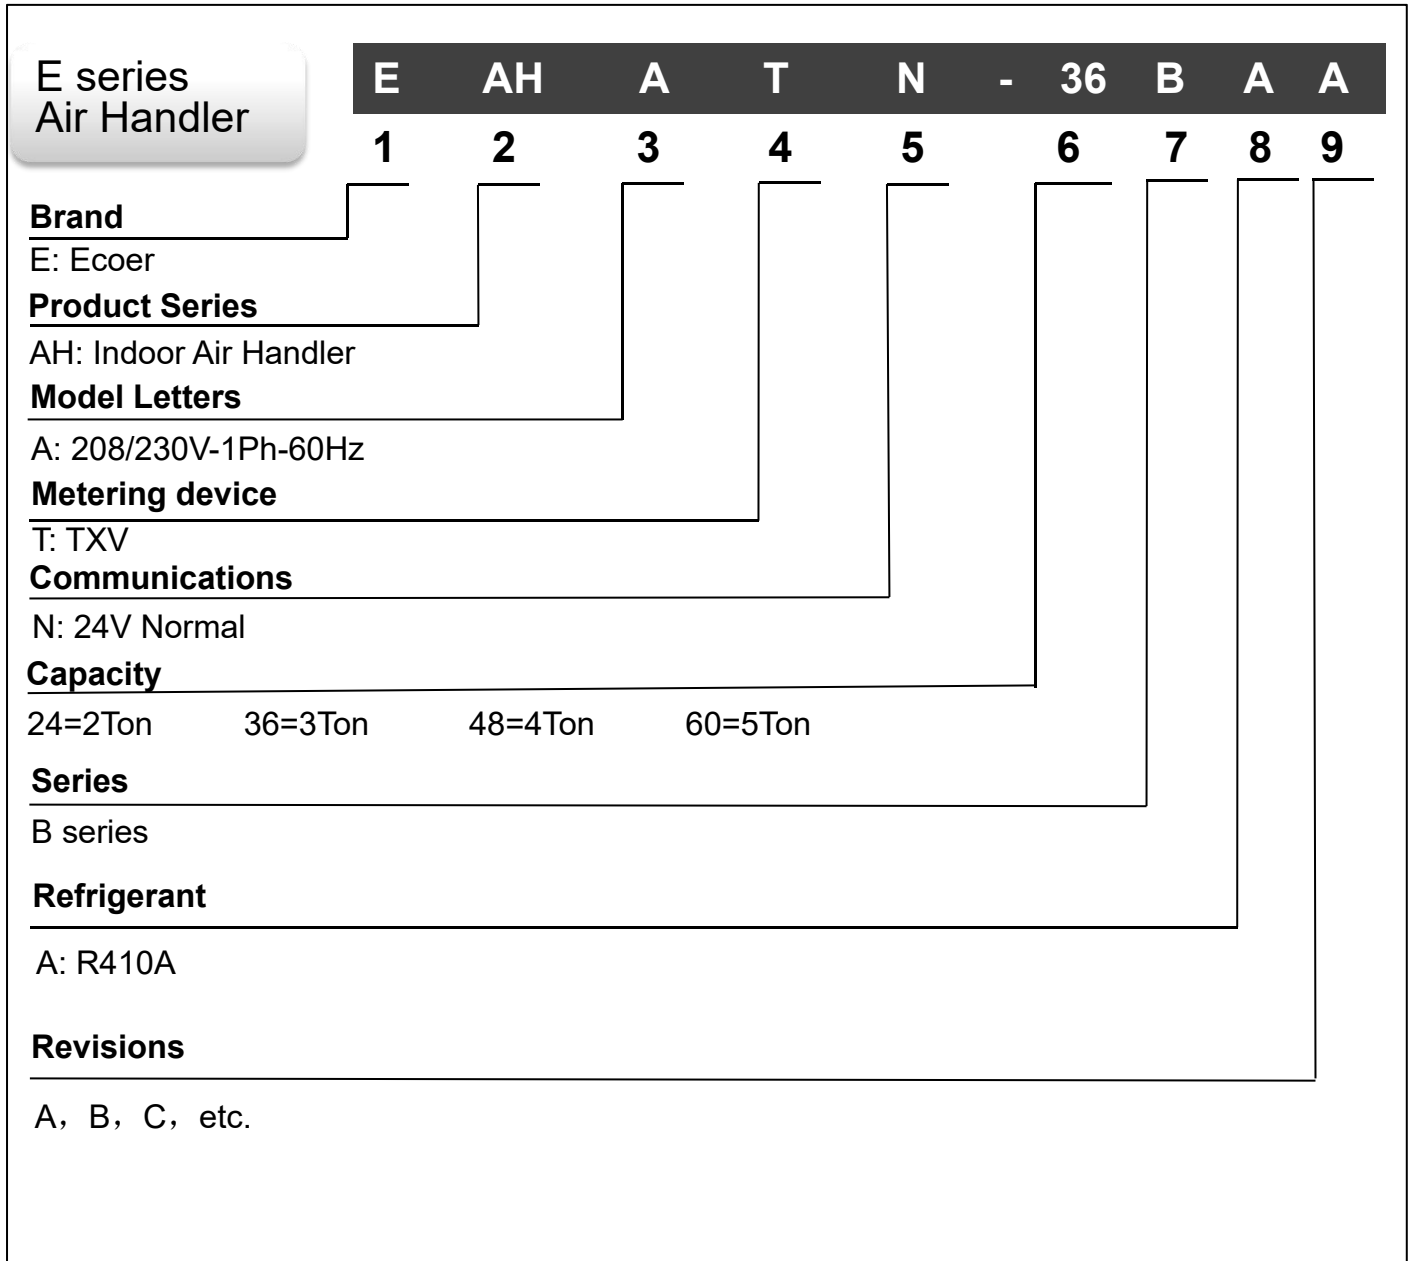 E series
Air Handler
E AH A T N - 36 B A A
1 2 3 4 5 6 7 8 9
Brand
E: Ecoer
Product Series
AH: Indoor Air Handler
Model Letters
A: 208/230V-1Ph-60Hz
Metering device
T: TXV
Communications
N: 24V Normal
Capacity
24=2Ton 36=3Ton 48=4Ton 60=5Ton
Series
B series
Refrigerant
A: R410A
Revisions
A，B，C，etc.